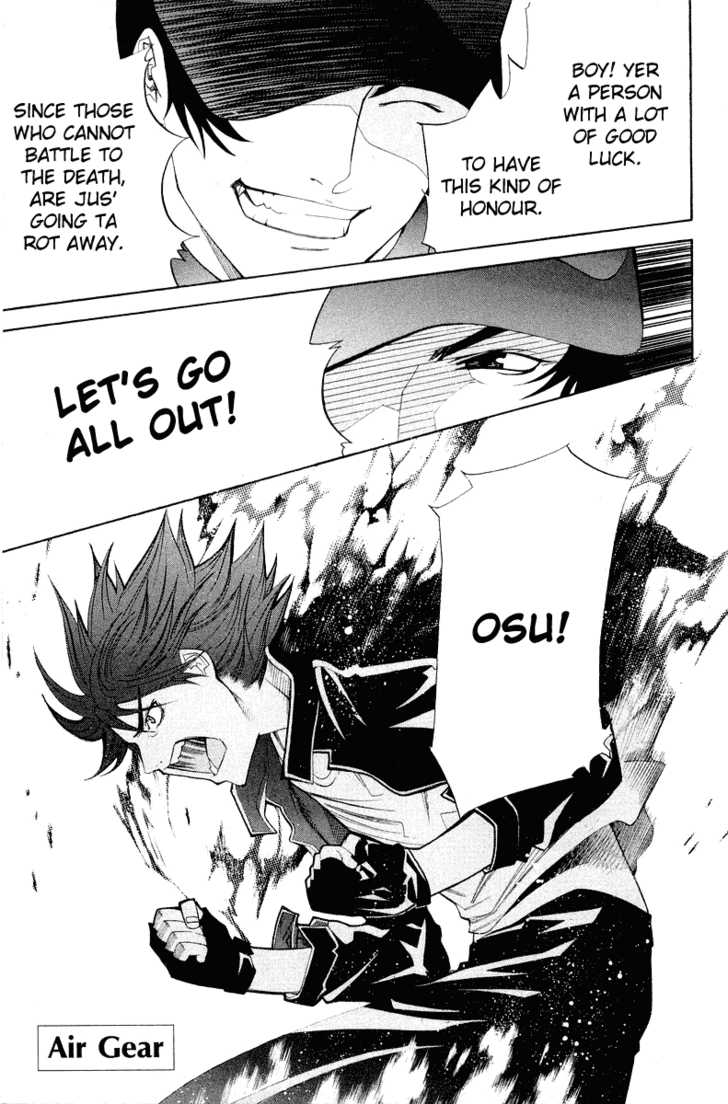 BOY! YER
A PERSON
WITH A LOT
OF GOOD
LUCK.
TO HAVE
THIS KIND OF
HONOUR.
SINCE THOSE
WHO CANNOT
BATTLE TO
THE DEATH,
ARE JUS'
GOING TA
ROT AWAY.
LET'S GO
ALL OUT!
OSU!
Air Gear